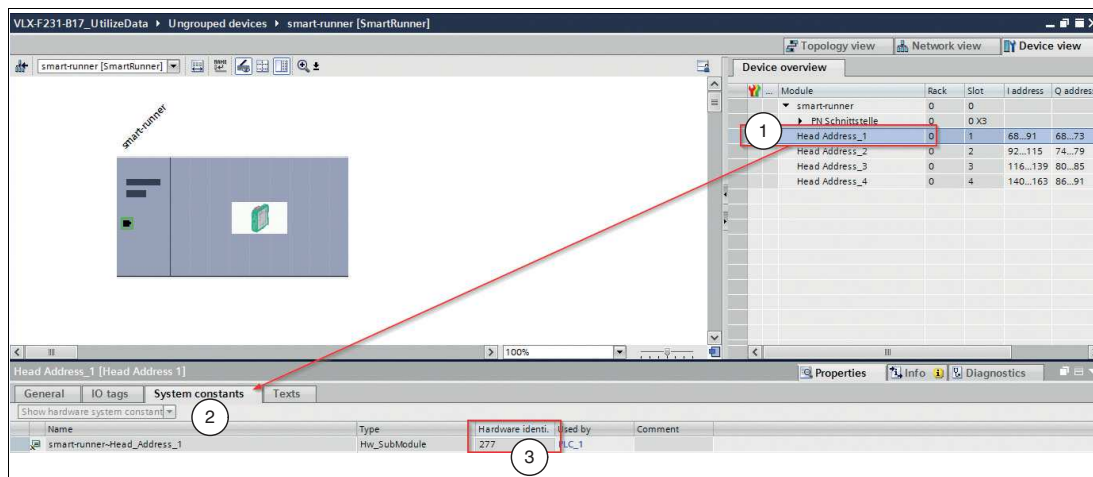 VLX-F231-B17_UtilizeData ▸ Ungrouped devices ▸ smart-runner [SmartRunner]
Topology view Network view Device view
smart-runner [SmartRunner]
Device overview
... Module Rack Slot I address Q address
smart-runner 0 0
PN Schnittstelle 0 0 X3
1
Head Address_1 0 1 68...91 68...73
Head Address_2 0 2 92...115 74...79
Head Address_3 0 3 116...139 80...85
Head Address_4 0 4 140...163 86...91
smart-runner
100%
Head Address_1 [Head Address 1]
Properties Info Diagnostics
General IO tags System constants Texts
Show hardware system constant
2
Name Type Hardware identi. Used by Comment
smart-runner~Head_Address_1 Hw_SubModule 277 PLC_1
3